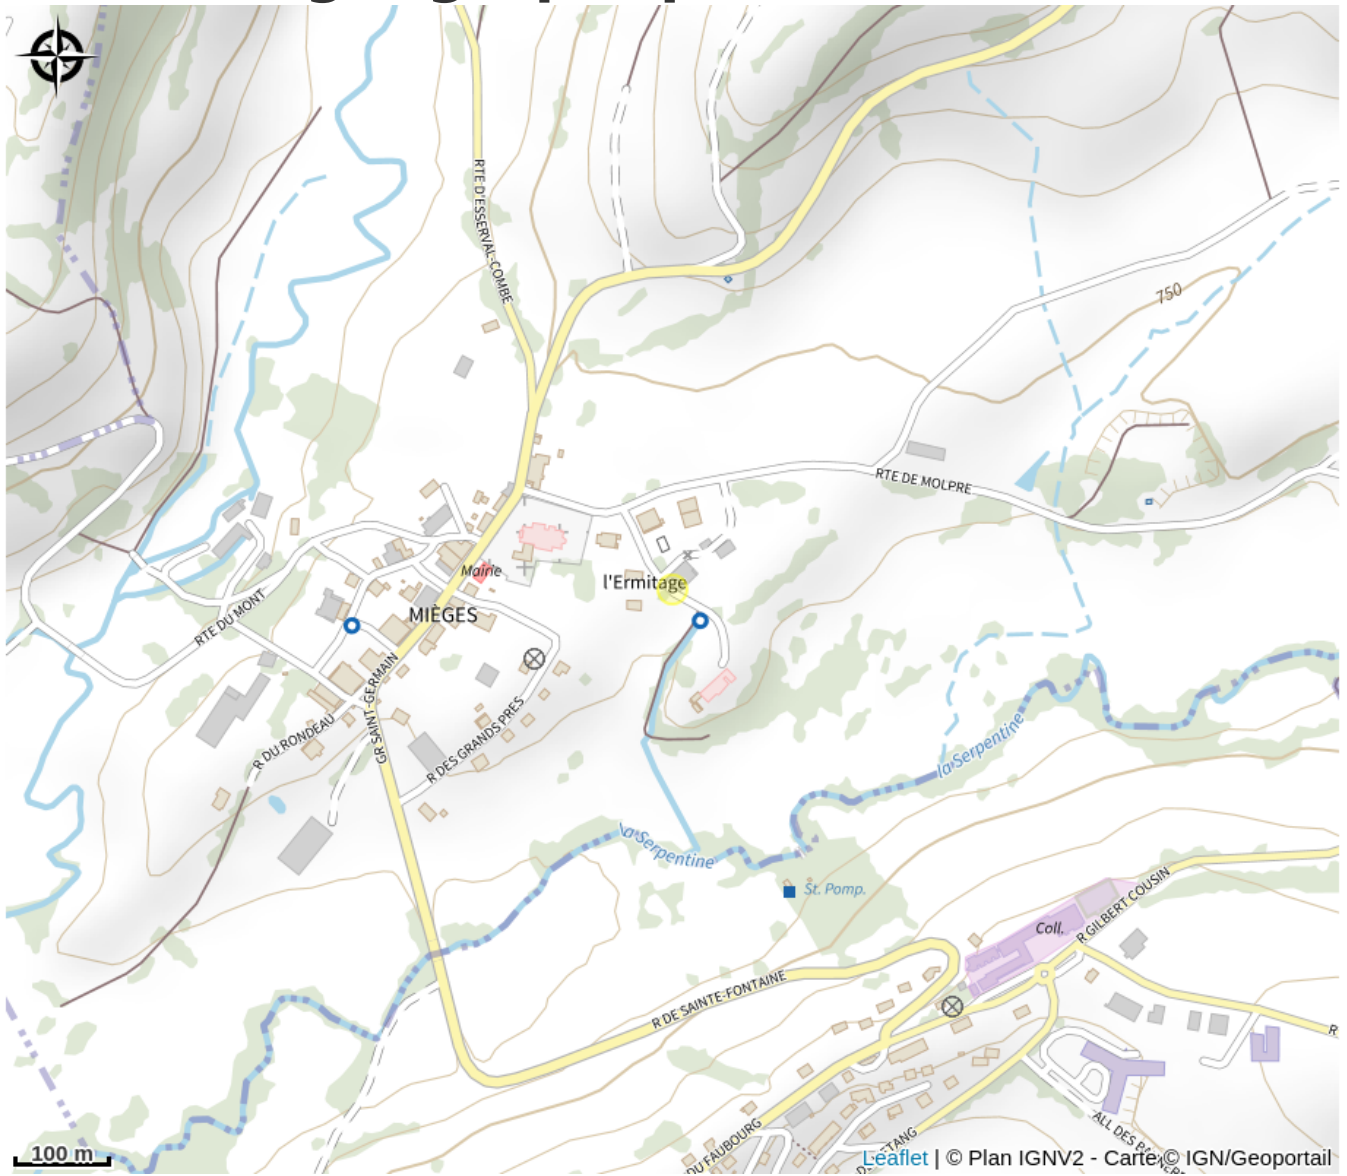 RTE D'ESSERVAL-COMBE
750
RTE DE MOLPRE
Mairie
l'Ermitage
MIÈGES
RTE DU MONT
GR SAINT-GERMAIN
R DU RONDEAU
R DES GRANDS PRES
la Serpentine
la Serpentine
St. Pomp.
R GILBERT COUSIN
Coll.
R DE SAINTE-FONTAINE
R
DU FAUBOURG
ALL DES
100 m
Leaflet | © Plan IGNV2 - Carte © IGN/Geoportail